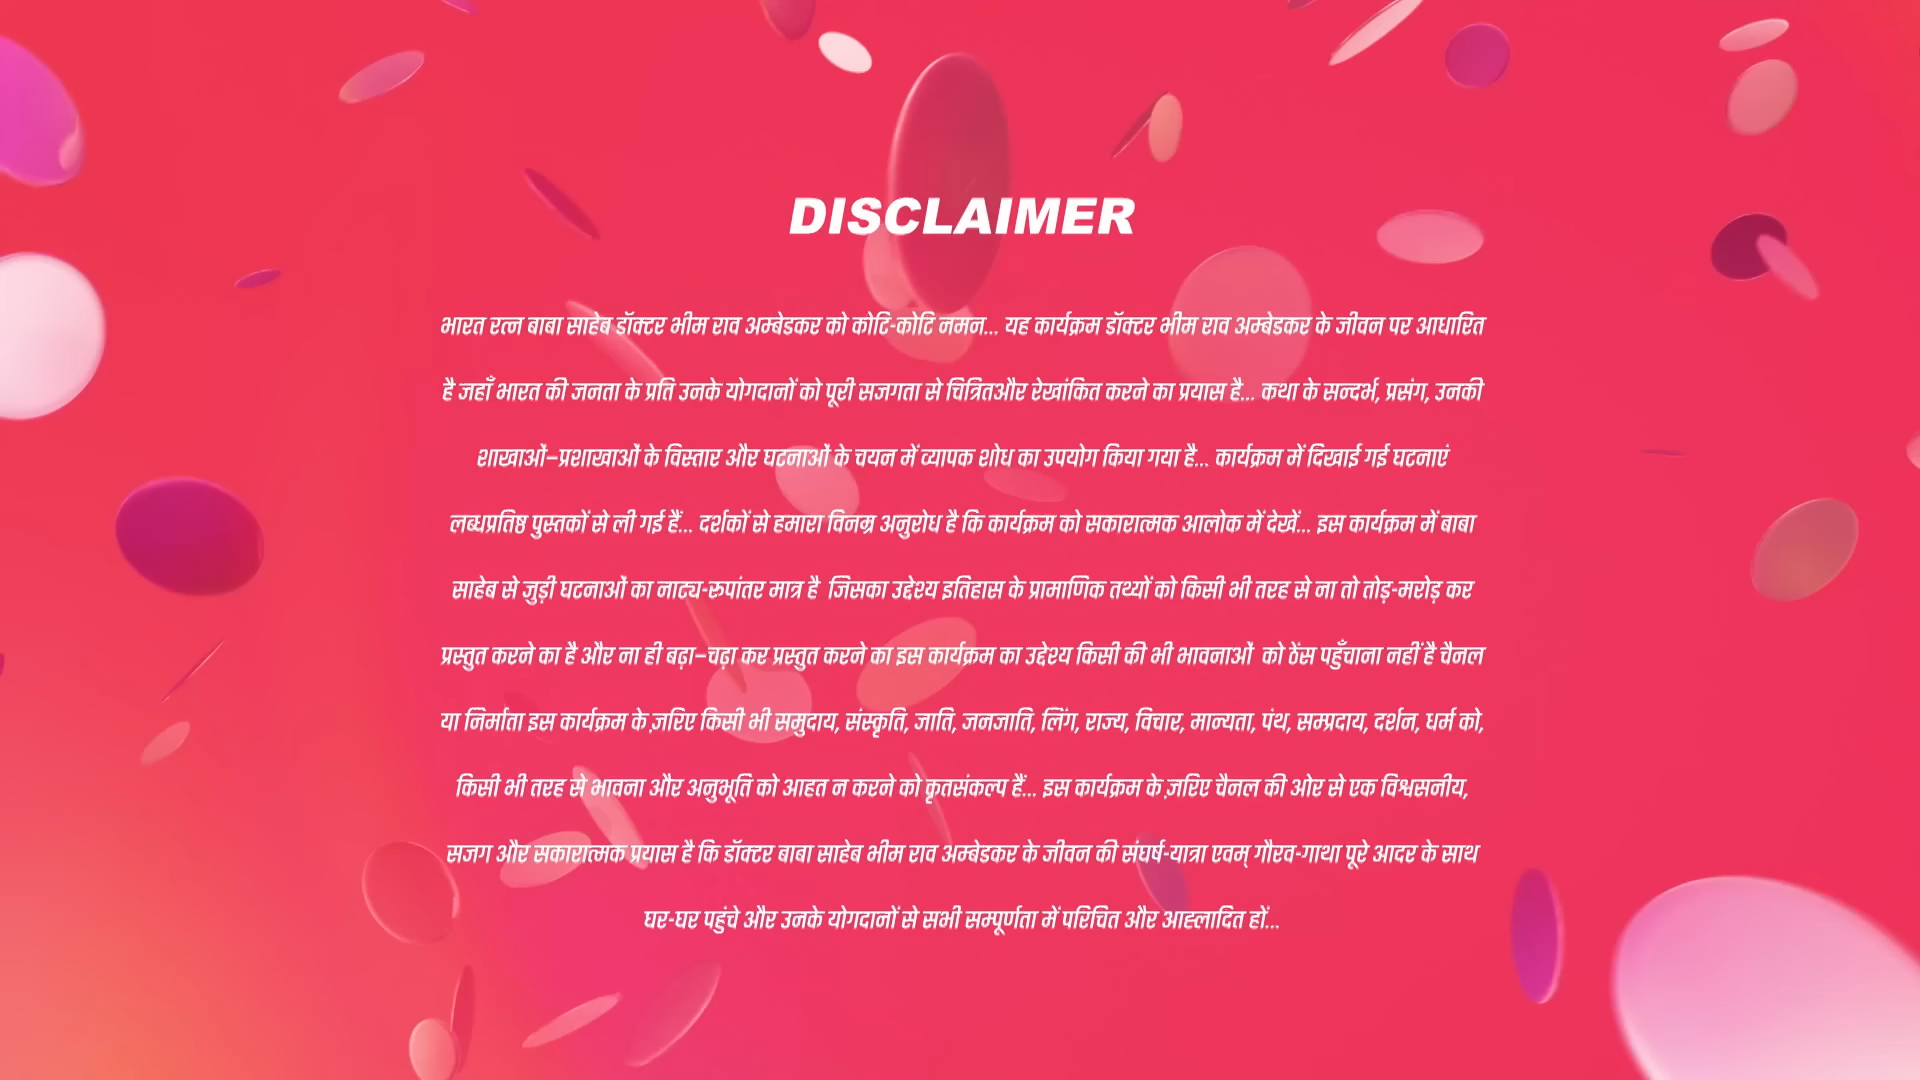 DISCLAIMER
भारत रत्न बाबा साहेब डॉक्टर भीम राव अम्बेडकर को कोटि-कोटि नमन... यह कार्यक्रम डॉक्टर भीम राव अम्बेडकर के जीवन पर आधारित
है जहाँ भारत की जनता के प्रति उनके योगदानों को पूरी सजगता से चित्रितऔर रेखांकित करने का प्रयास है... कथा के सन्दर्भ, प्रसंग, उनकी
शाखाओं–प्रशाखाओं के विस्तार और घटनाओं के चयन में व्यापक शोध का उपयोग किया गया है... कार्यक्रम में दिखाई गई घटनाएं
लब्धप्रतिष्ठ पुस्तकों से ली गई हैं... दर्शकों से हमारा विनम्र अनुरोध है कि कार्यक्रम को सकारात्मक आलोक में देखें... इस कार्यक्रम में बाबा
साहेब से जुड़ी घटनाओं का नाट्य-रुपांतर मात्र है जिसका उद्देश्य इतिहास के प्रामाणिक तथ्यों को किसी भी तरह से ना तो तोड़-मरोड़ कर
प्रस्तुत करने का है और ना ही बढ़ा–चढ़ा कर प्रस्तुत करने का इस कार्यक्रम का उद्देश्य किसी की भी भावनाओं को ठेंस पहुँचाना नहीं है चैनल
या निर्माता इस कार्यक्रम के ज़रिए किसी भी समुदाय, संस्कृति, जाति, जनजाति, लिंग, राज्य, विचार, मान्यता, पंथ, सम्प्रदाय, दर्शन, धर्म को,
किसी भी तरह से भावना और अनुभूति को आहत न करने को कृतसंकल्प हैं... इस कार्यक्रम के ज़रिए चैनल की ओर से एक विश्वसनीय,
सजग और सकारात्मक प्रयास है कि डॉक्टर बाबा साहेब भीम राव अम्बेडकर के जीवन की संघर्ष-यात्रा एवम् गौरव-गाथा पूरे आदर के साथ
घर-घर पहुंचे और उनके योगदानों से सभी सम्पूर्णता में परिचित और आह्लादित हों...